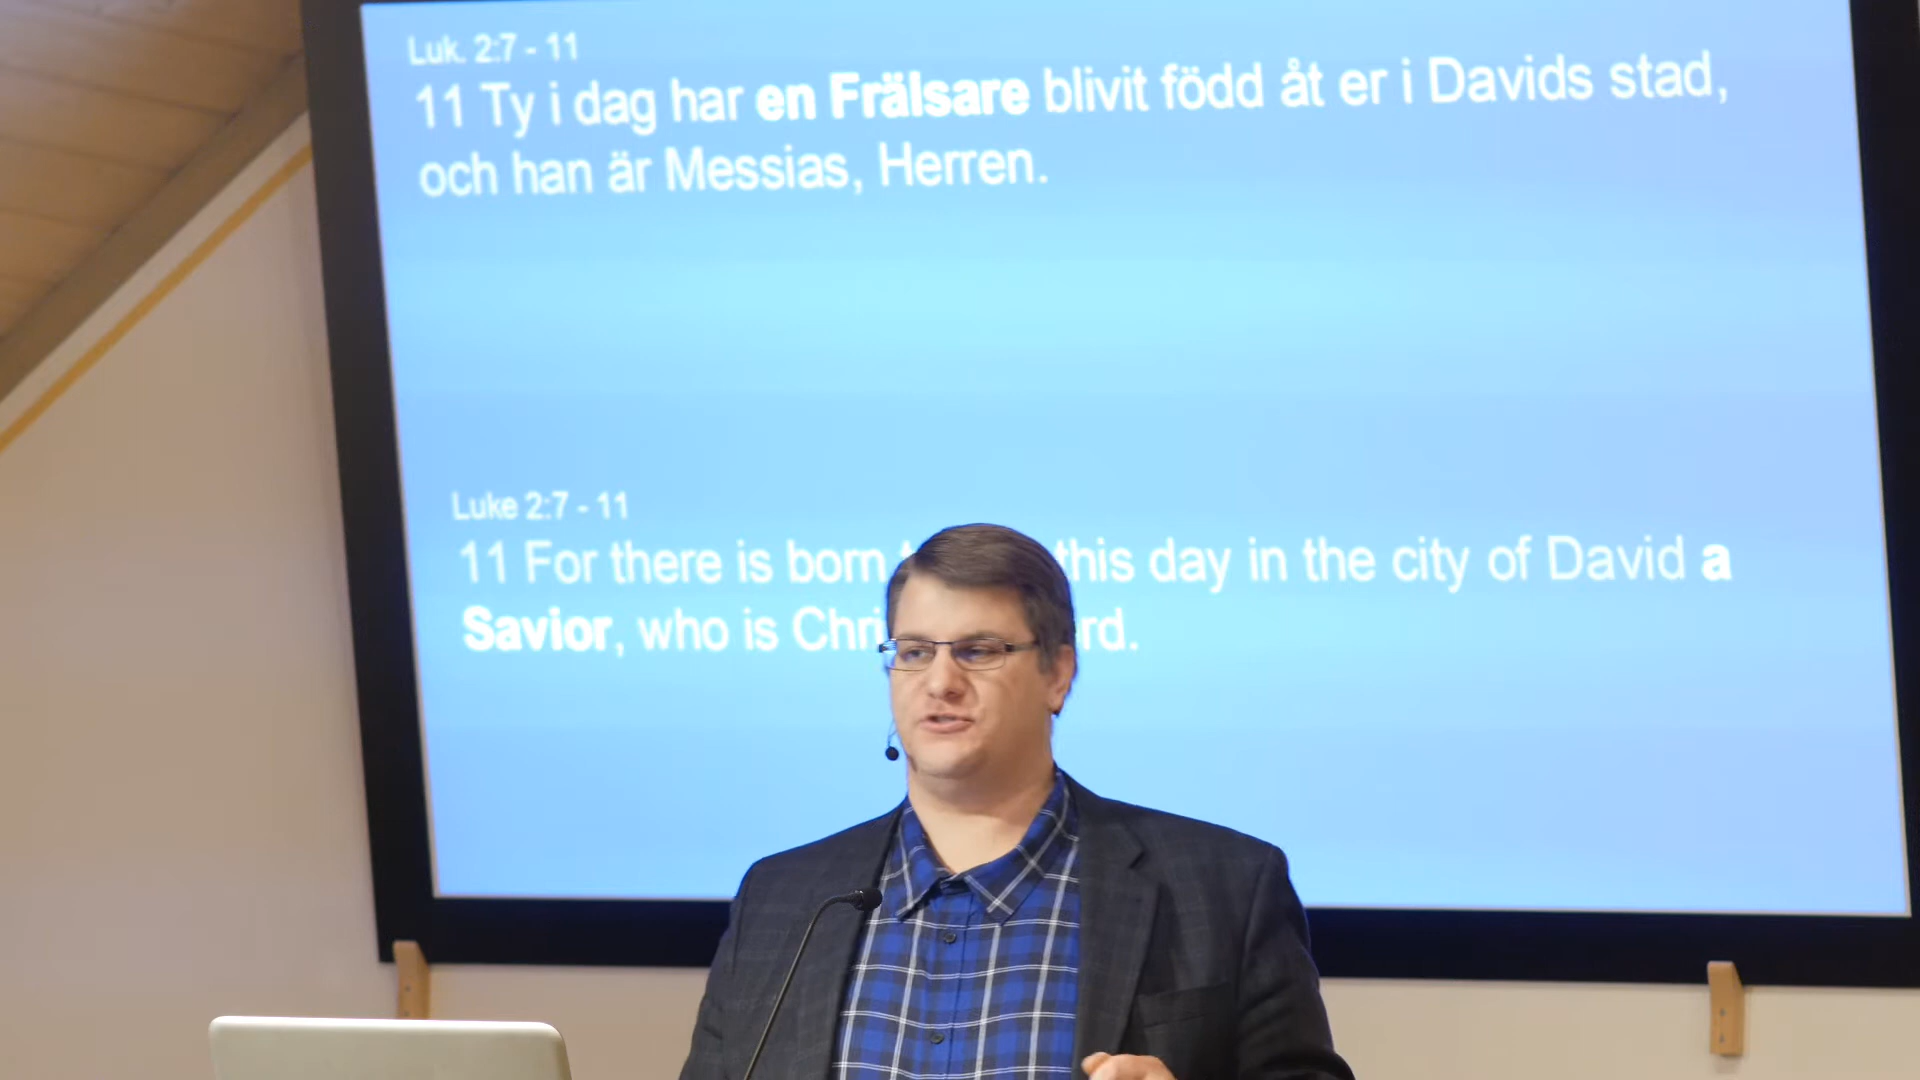 Luk. 2:7 - 11
11 Ty i dag har en Frälsare blivit född åt er i Davids stad,
och han är Messias, Herren.
Luke 2:7 - 11
11 For there is born this day in the city of David a
Savior, who is